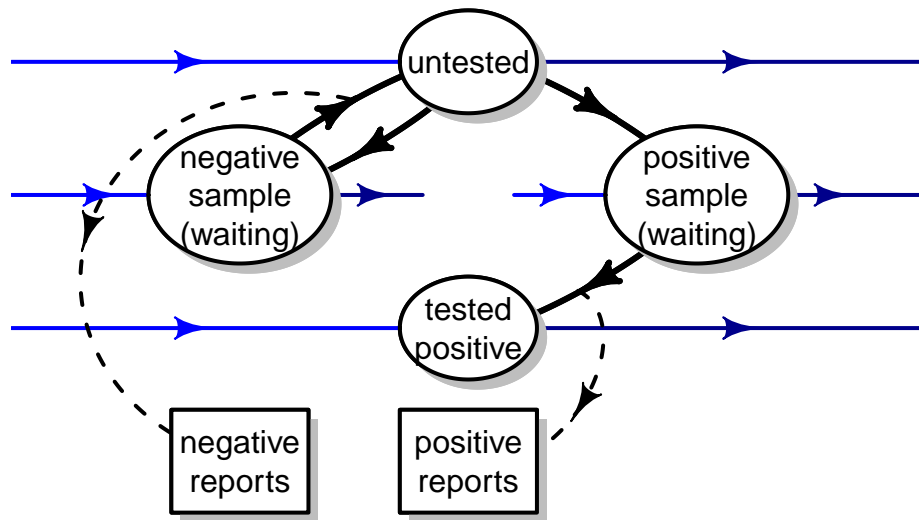 untested
negative
sample
(waiting)
positive
sample
(waiting)
tested
positive
negative
reports
positive
reports